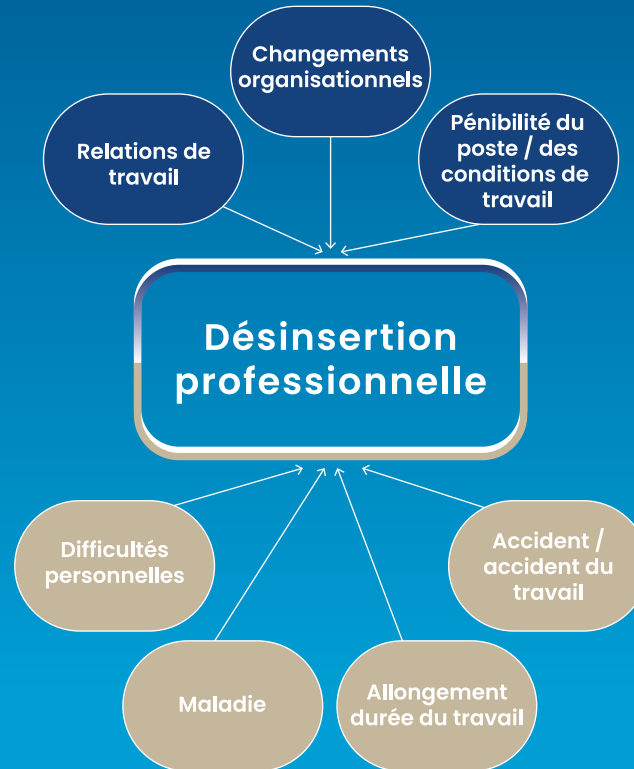 Changements
organisationnels
Relations de
travail
Pénibilité du
poste / des
conditions de
travail
Désinsertion
professionnelle
Difficultés
personnelles
Accident /
accident du
travail
Maladie
Allongement
durée du travail